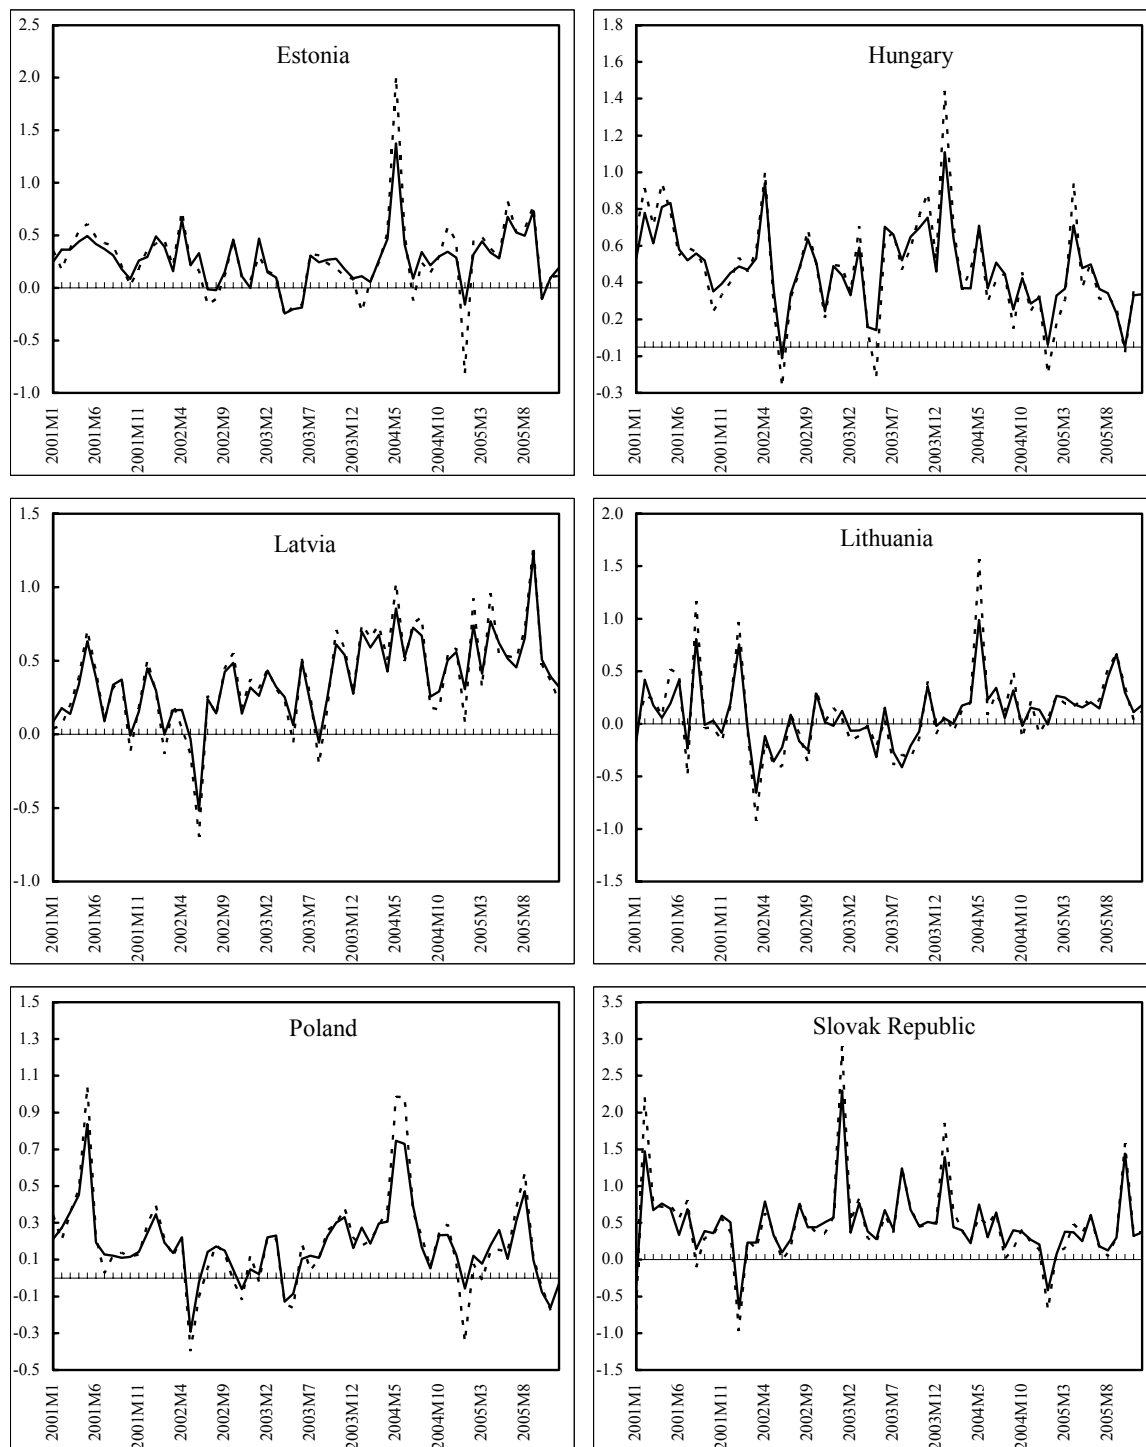 Estonia
2.5
2.0
1.5
1.0
0.5
0.0
-0.5
-1.0
2001M1
2001M6
2001M11
2002M4
2002M9
2003M2
2003M7
2003M12
2004M5
2004M10
2005M3
2005M8
Hungary
1.8
1.6
1.4
1.2
1.0
0.8
0.6
0.4
0.2
-0.1
-0.3
2001M1
2001M6
2001M11
2002M4
2002M9
2003M2
2003M7
2003M12
2004M5
2004M10
2005M3
2005M8
Latvia
1.5
1.0
0.5
0.0
-0.5
-1.0
2001M1
2001M6
2001M11
2002M4
2002M9
2003M2
2003M7
2003M12
2004M5
2004M10
2005M3
2005M8
Lithuania
2.0
1.5
1.0
0.5
0.0
-0.5
-1.0
-1.5
2001M1
2001M6
2001M11
2002M4
2002M9
2003M2
2003M7
2003M12
2004M5
2004M10
2005M3
2005M8
Poland
1.5
1.3
1.1
0.9
0.7
0.5
0.3
0.1
-0.1
-0.3
-0.5
2001M1
2001M6
2001M11
2002M4
2002M9
2003M2
2003M7
2003M12
2004M5
2004M10
2005M3
2005M8
Slovak Republic
3.5
3.0
2.5
2.0
1.5
1.0
0.5
0.0
-0.5
-1.0
-1.5
2001M1
2001M6
2001M11
2002M4
2002M9
2003M2
2003M7
2003M12
2004M5
2004M10
2005M3
2005M8